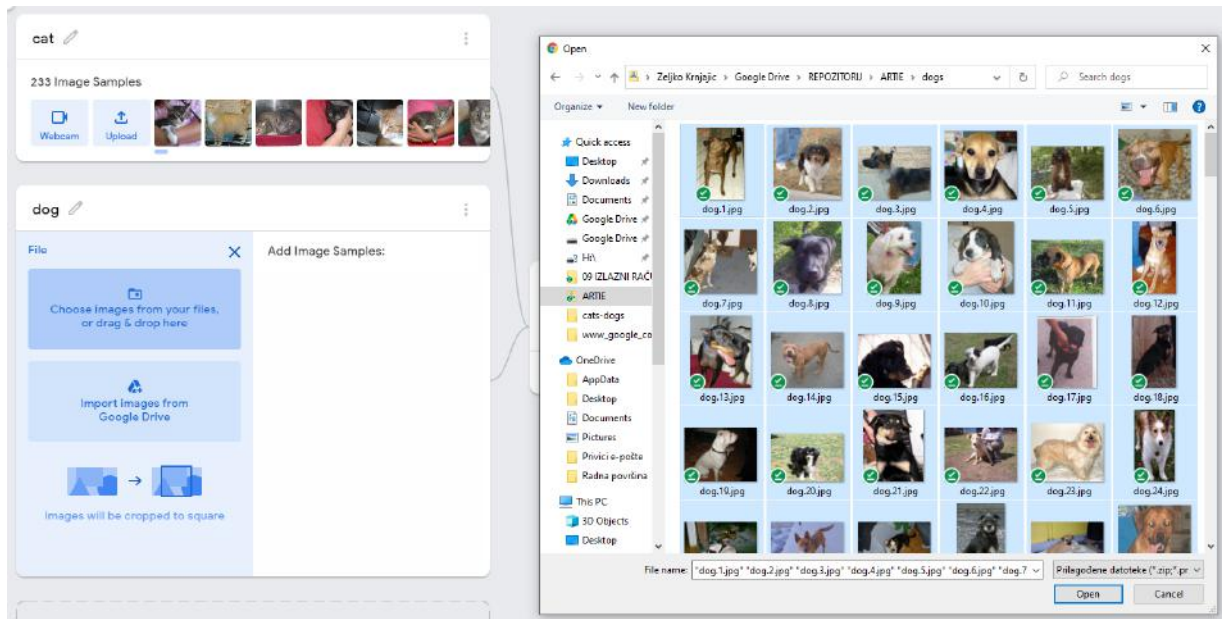 cat
233 Image Samples
Webcam
Upload
dog
File
Add Image Samples:
Choose images from your files,
or drag & drop here
Import images from
Google Drive
Images will be cropped to square
Open
Zeljko Krnjajic > Google Drive > REPOZITORIJ > ARTIE > dogs
Search dogs
Organize
New folder
Quick access
Desktop
Downloads
Documents
Google Drive
Google Drive
09 IZLAZNI RAČU
ARTIE
cats-dogs
www_google_co
OneDrive
AppData
Desktop
Documents
Pictures
Privici e-pošte
Radna površina
This PC
3D Objects
Desktop
dog.1.jpg dog.2.jpg dog.3.jpg dog.4.jpg dog.5.jpg dog.6.jpg
dog.7.jpg dog.8.jpg dog.9.jpg dog.10.jpg dog.11.jpg dog.12.jpg
dog.13.jpg dog.14.jpg dog.15.jpg dog.16.jpg dog.17.jpg dog.18.jpg
dog.19.jpg dog.20.jpg dog.21.jpg dog.22.jpg dog.23.jpg dog.24.jpg
File name: "dog.1.jpg" "dog.2.jpg" "dog.3.jpg" "dog.4.jpg" "dog.5.jpg" "dog.6.jpg" "dog.7
Prilagođene datoteke (*.zip;*.pr
Open
Cancel